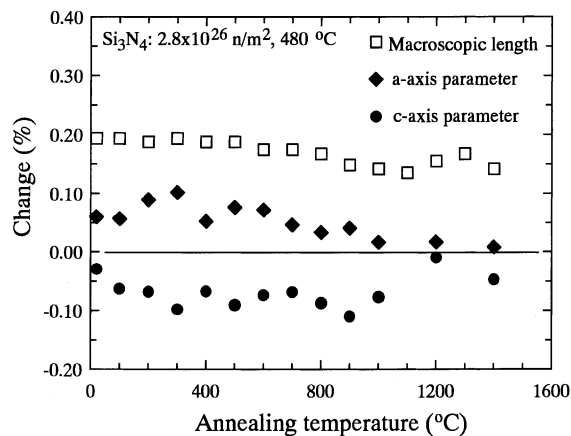 0.40
Si3N4: 2.8x10^26 n/m^2, 480 °C
Macroscopic length
a-axis parameter
c-axis parameter
0.30
0.20
0.10
0.00
-0.10
-0.20
Change (%)
0
400
800
1200
1600
Annealing temperature (°C)